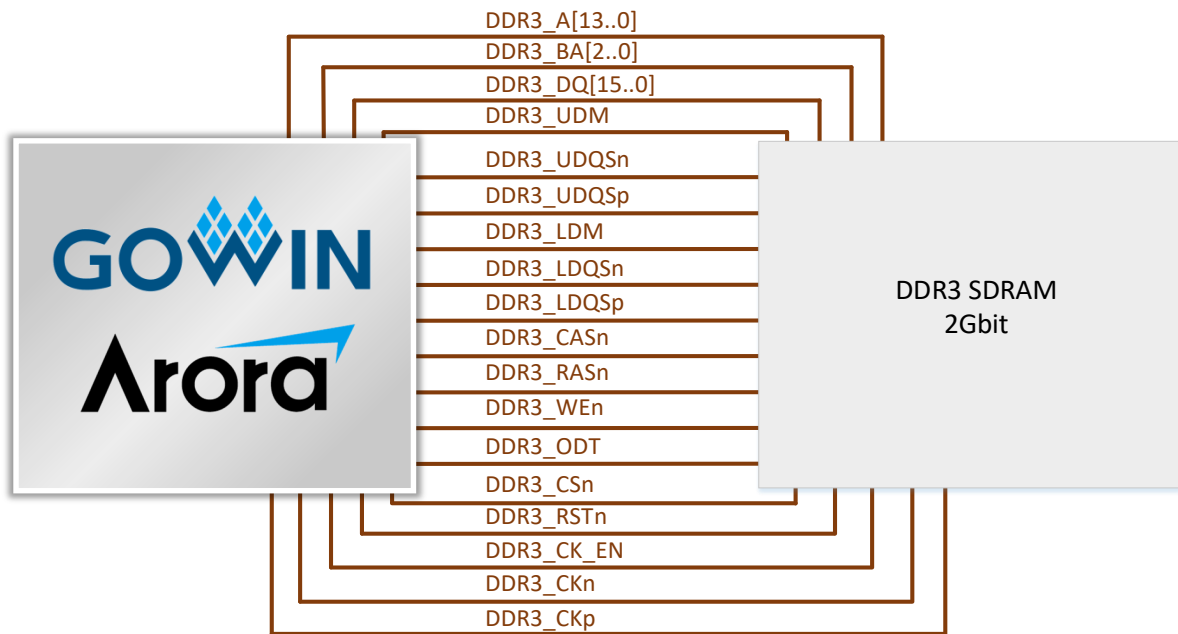 DDR3_A[13..0]
DDR3_BA[2..0]
DDR3_DQ[15..0]
DDR3_UDM
DDR3_UDQSn
DDR3_UDQSp
DDR3_LDM
DDR3_LDQSn
DDR3_LDQSp
DDR3_CASn
DDR3_RASn
DDR3_WEn
DDR3_ODT
DDR3_CSn
DDR3_RSTn
DDR3_CK_EN
DDR3_CKn
DDR3_CKp
GOWIN
Arora
DDR3 SDRAM
2Gbit